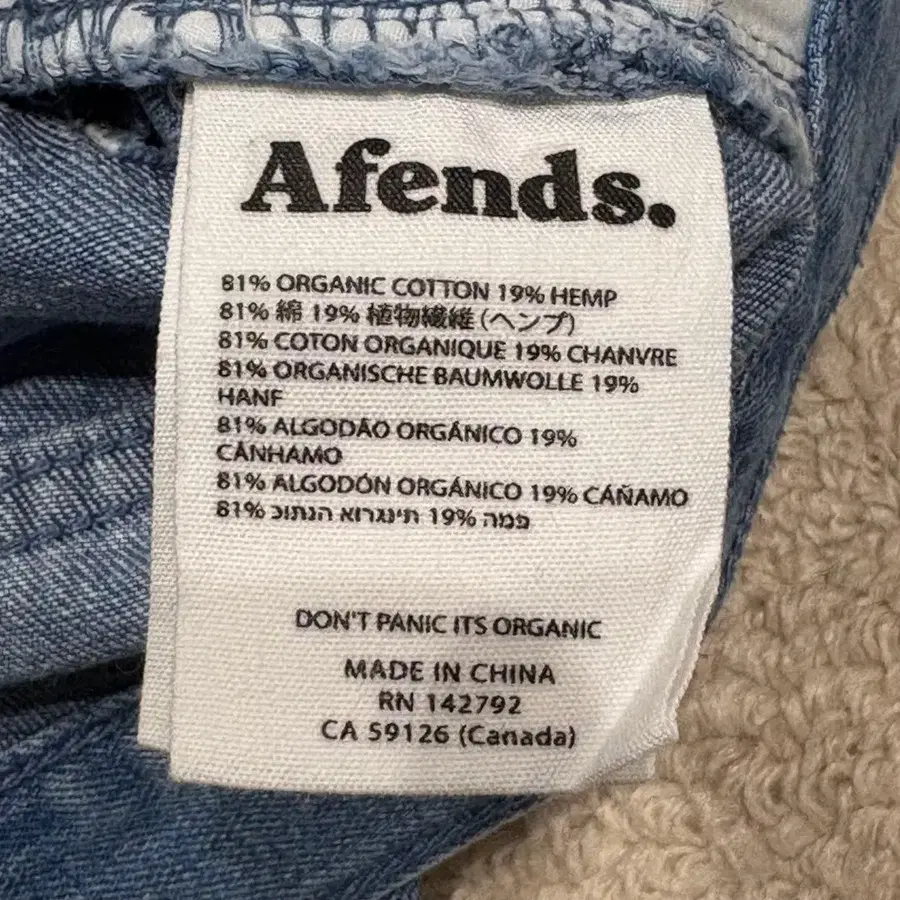 Afends.
81% ORGANIC COTTON 19% HEMP
81% 綿 19% 植物繊維 (ヘンプ)
81% COTON ORGANIQUE 19% CHANVRE
81% ORGANISCHE BAUMWOLLE 19%
HANF
81% ALGODÃO ORGÁNICO 19%
CÂNHAMO
81% ALGODÓN ORGÁNICO 19% CÁÑAMO
81% כותנה אורגנית 19% המפ
DON'T PANIC ITS ORGANIC
MADE IN CHINA
RN 142792
CA 59126 (Canada)